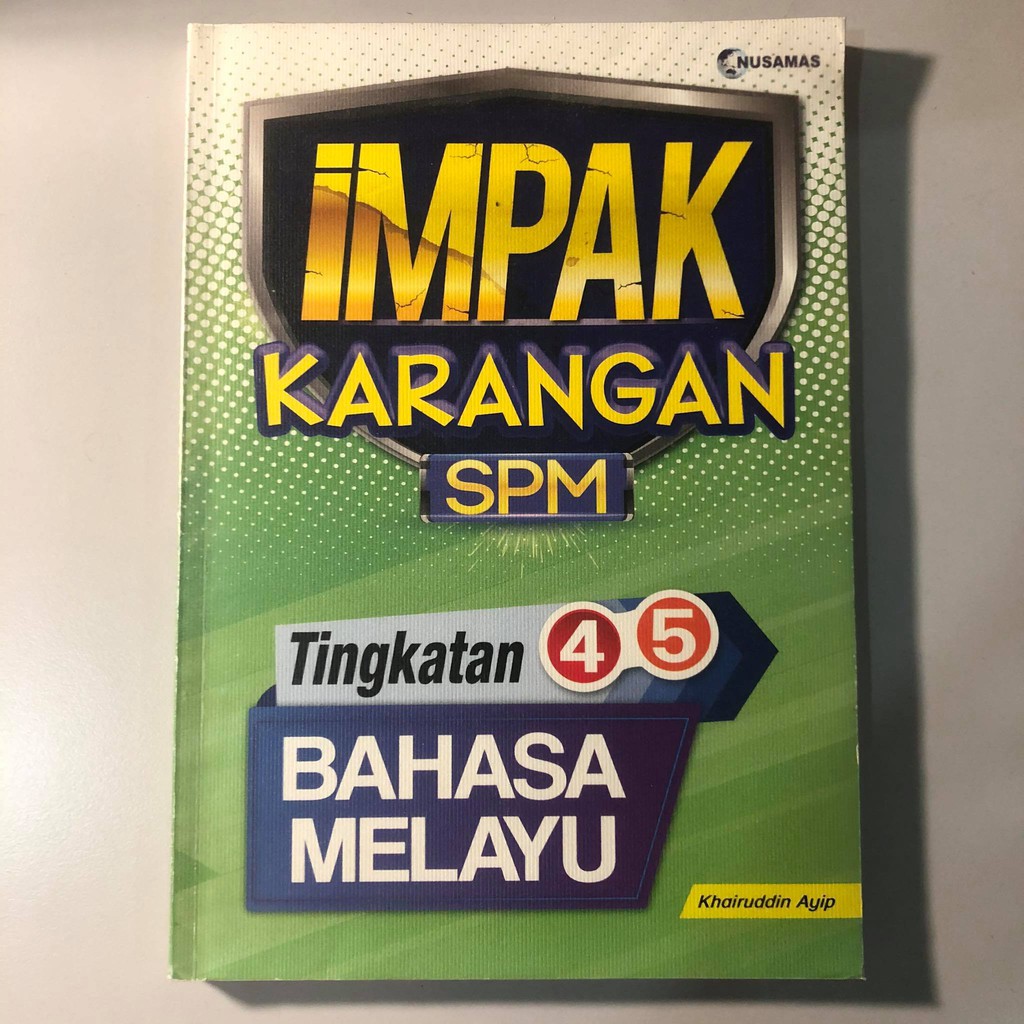 NUSAMAS
iMPAK
KARANGAN
SPM
Tingkatan 4 5
BAHASA
MELAYU
Khairuddin Ayip